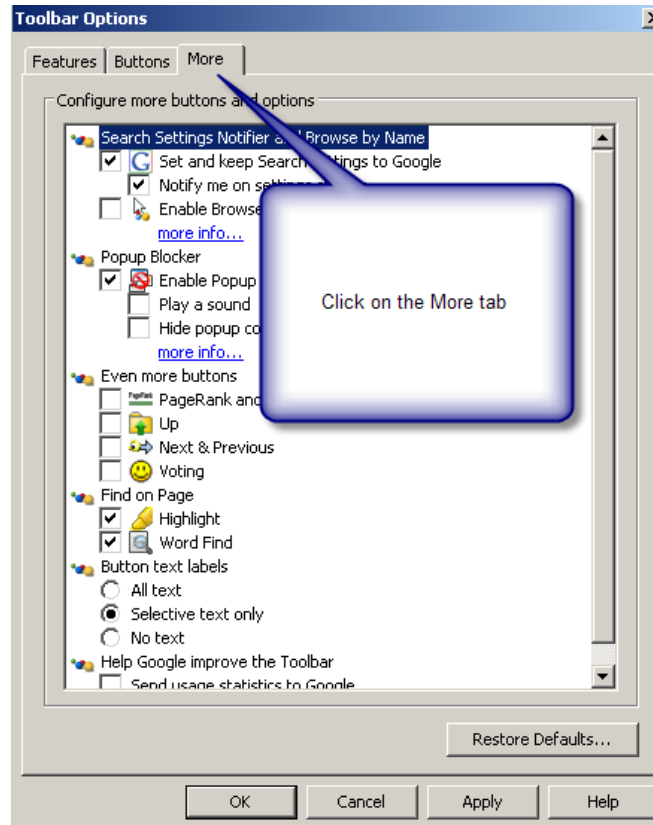 Toolbar Options
Features Buttons More
Configure more buttons and options
Search Settings Notifier and Browse by Name
Set and keep Search Settings to Google
Notify me on
Enable Browse
more info...
Popup Blocker
Enable Popup
Play a sound
Hide popup
more info...
Click on the More tab
Even more buttons
PageRank and
Up
Next & Previous
Voting
Find on Page
Highlight
Word Find
Button text labels
All text
Selective text only
No text
Help Google improve the Toolbar
Send usage statistics to Google
Restore Defaults...
OK Cancel Apply Help